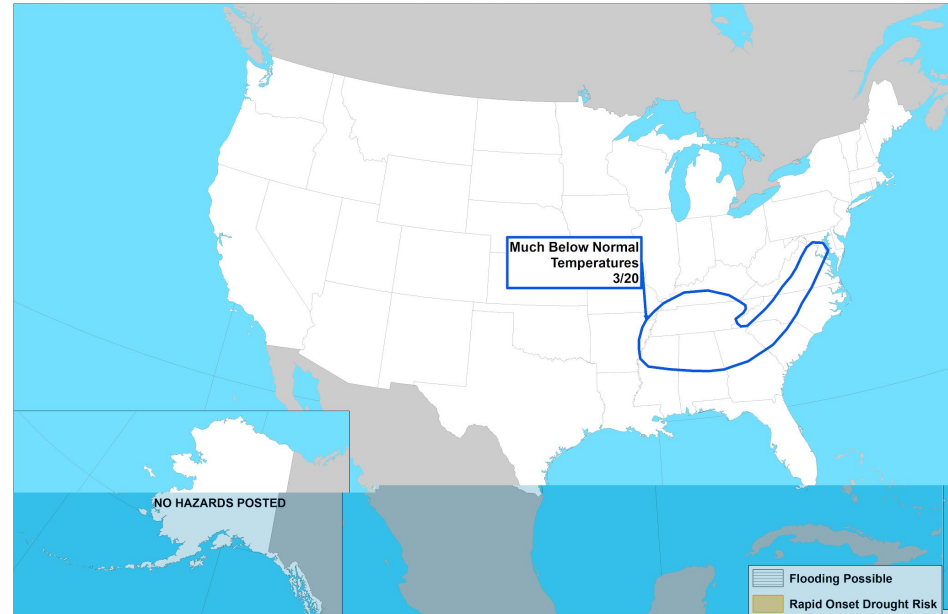 Much Below Normal
Temperatures
3/20
NO HAZARDS POSTED
Flooding Possible
Rapid Onset Drought Risk